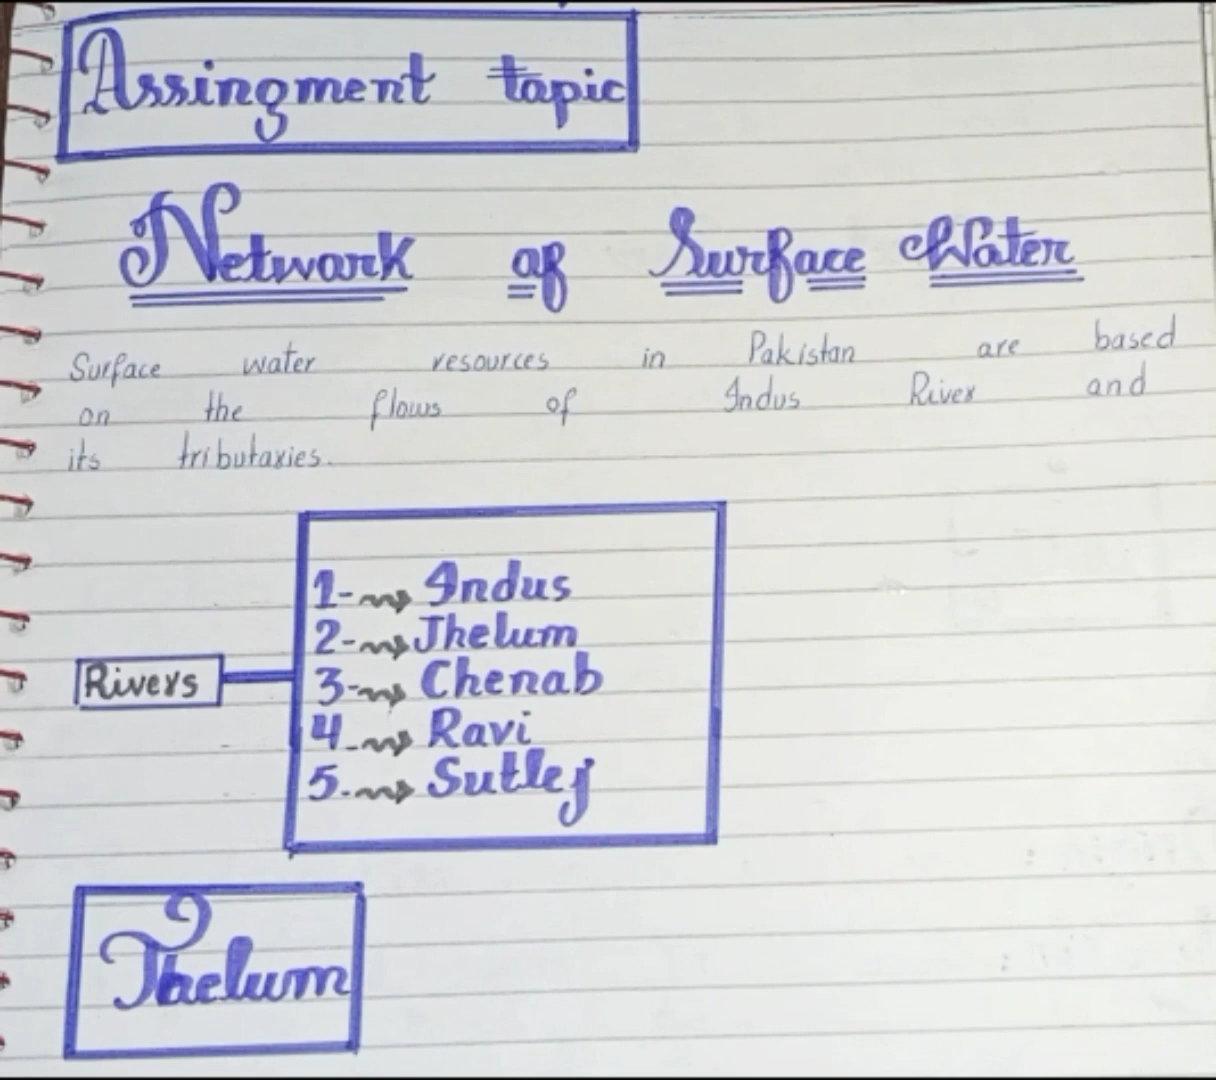 Assingment topic
Network of Surface Water
Surface water resources in Pakistan are based
on the flows of Indus River and
its tributaries.
Rivers
1- Indus
2- Jhelum
3- Chenab
4- Ravi
5. Sutlej
Jhelum